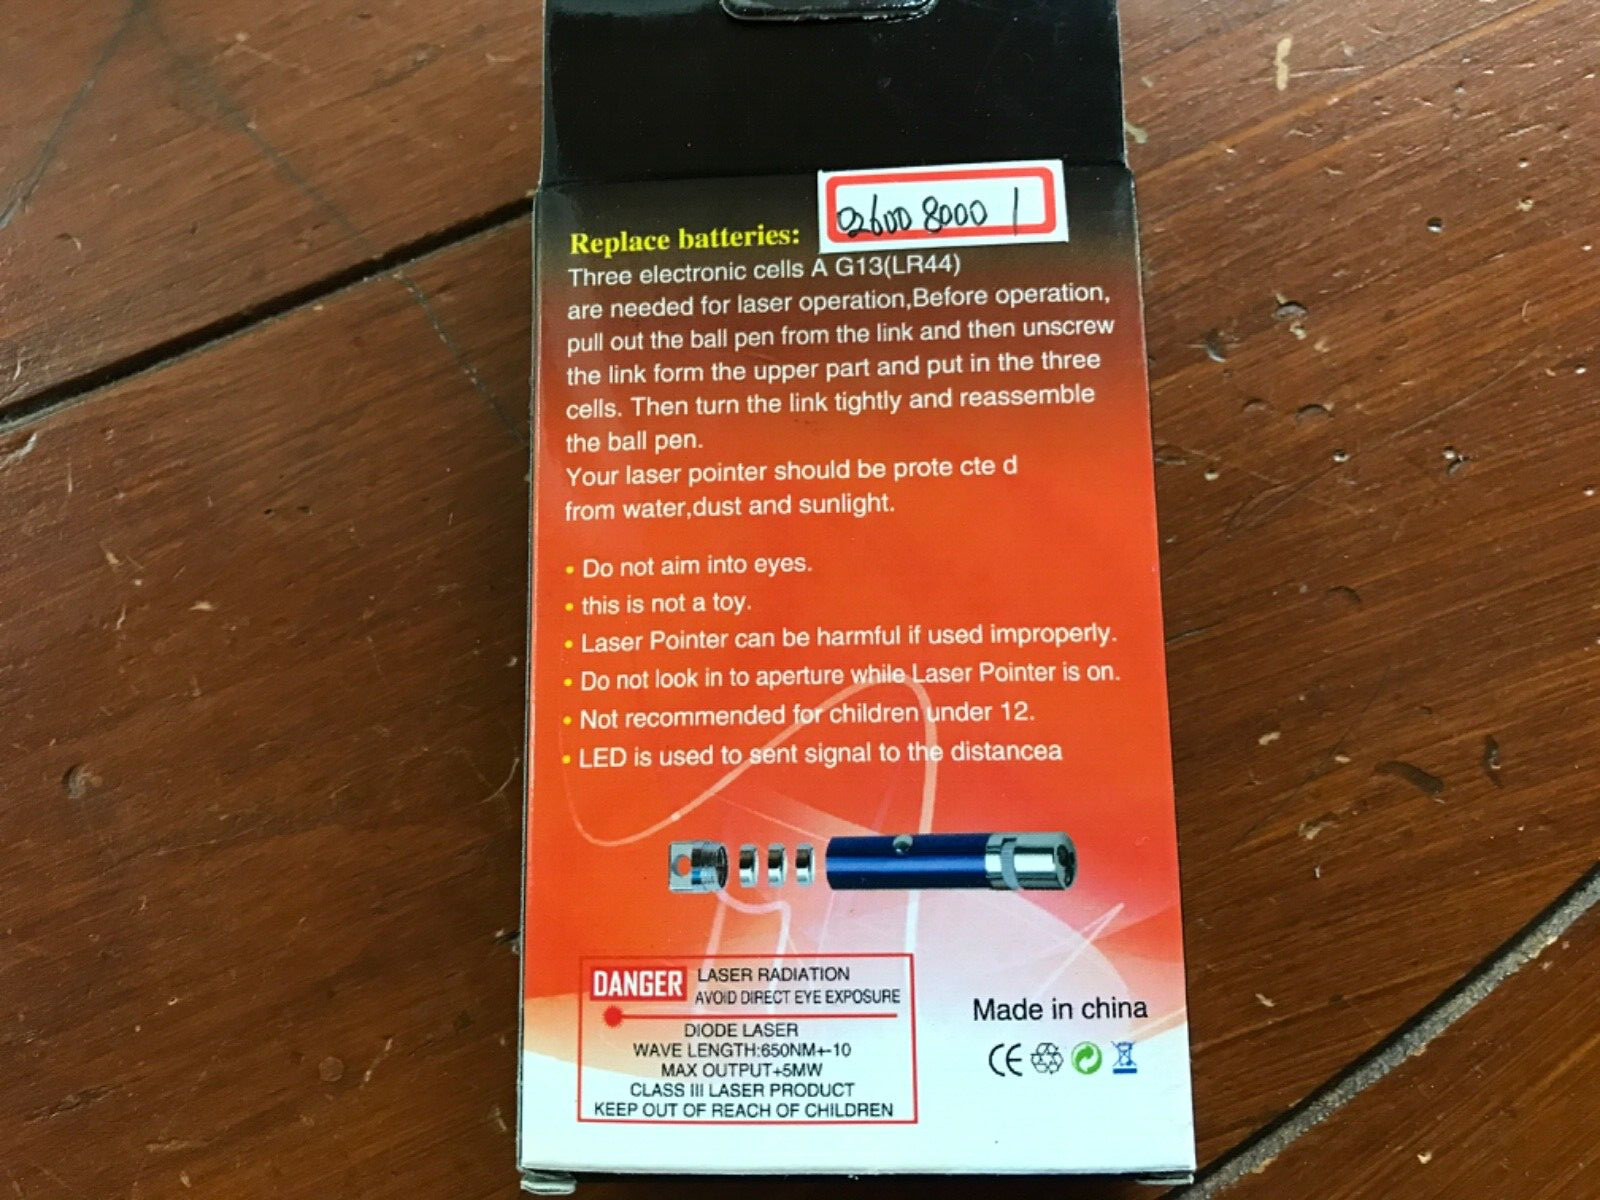 02600 8000 1
Replace batteries:
Three electronic cells A G13(LR44)
are needed for laser operation,Before operation,
pull out the ball pen from the link and then unscrew
the link form the upper part and put in the three
cells. Then turn the link tightly and reassemble
the ball pen.
Your laser pointer should be prote cte d
from water,dust and sunlight.
• Do not aim into eyes.
• this is not a toy.
• Laser Pointer can be harmful if used improperly.
• Do not look in to aperture while Laser Pointer is on.
• Not recommended for children under 12.
• LED is used to sent signal to the distancea
DANGER LASER RADIATION
AVOID DIRECT EYE EXPOSURE
DIODE LASER
WAVE LENGTH:650NM+-10
MAX OUTPUT+5MW
CLASS III LASER PRODUCT
KEEP OUT OF REACH OF CHILDREN
Made in china
CE